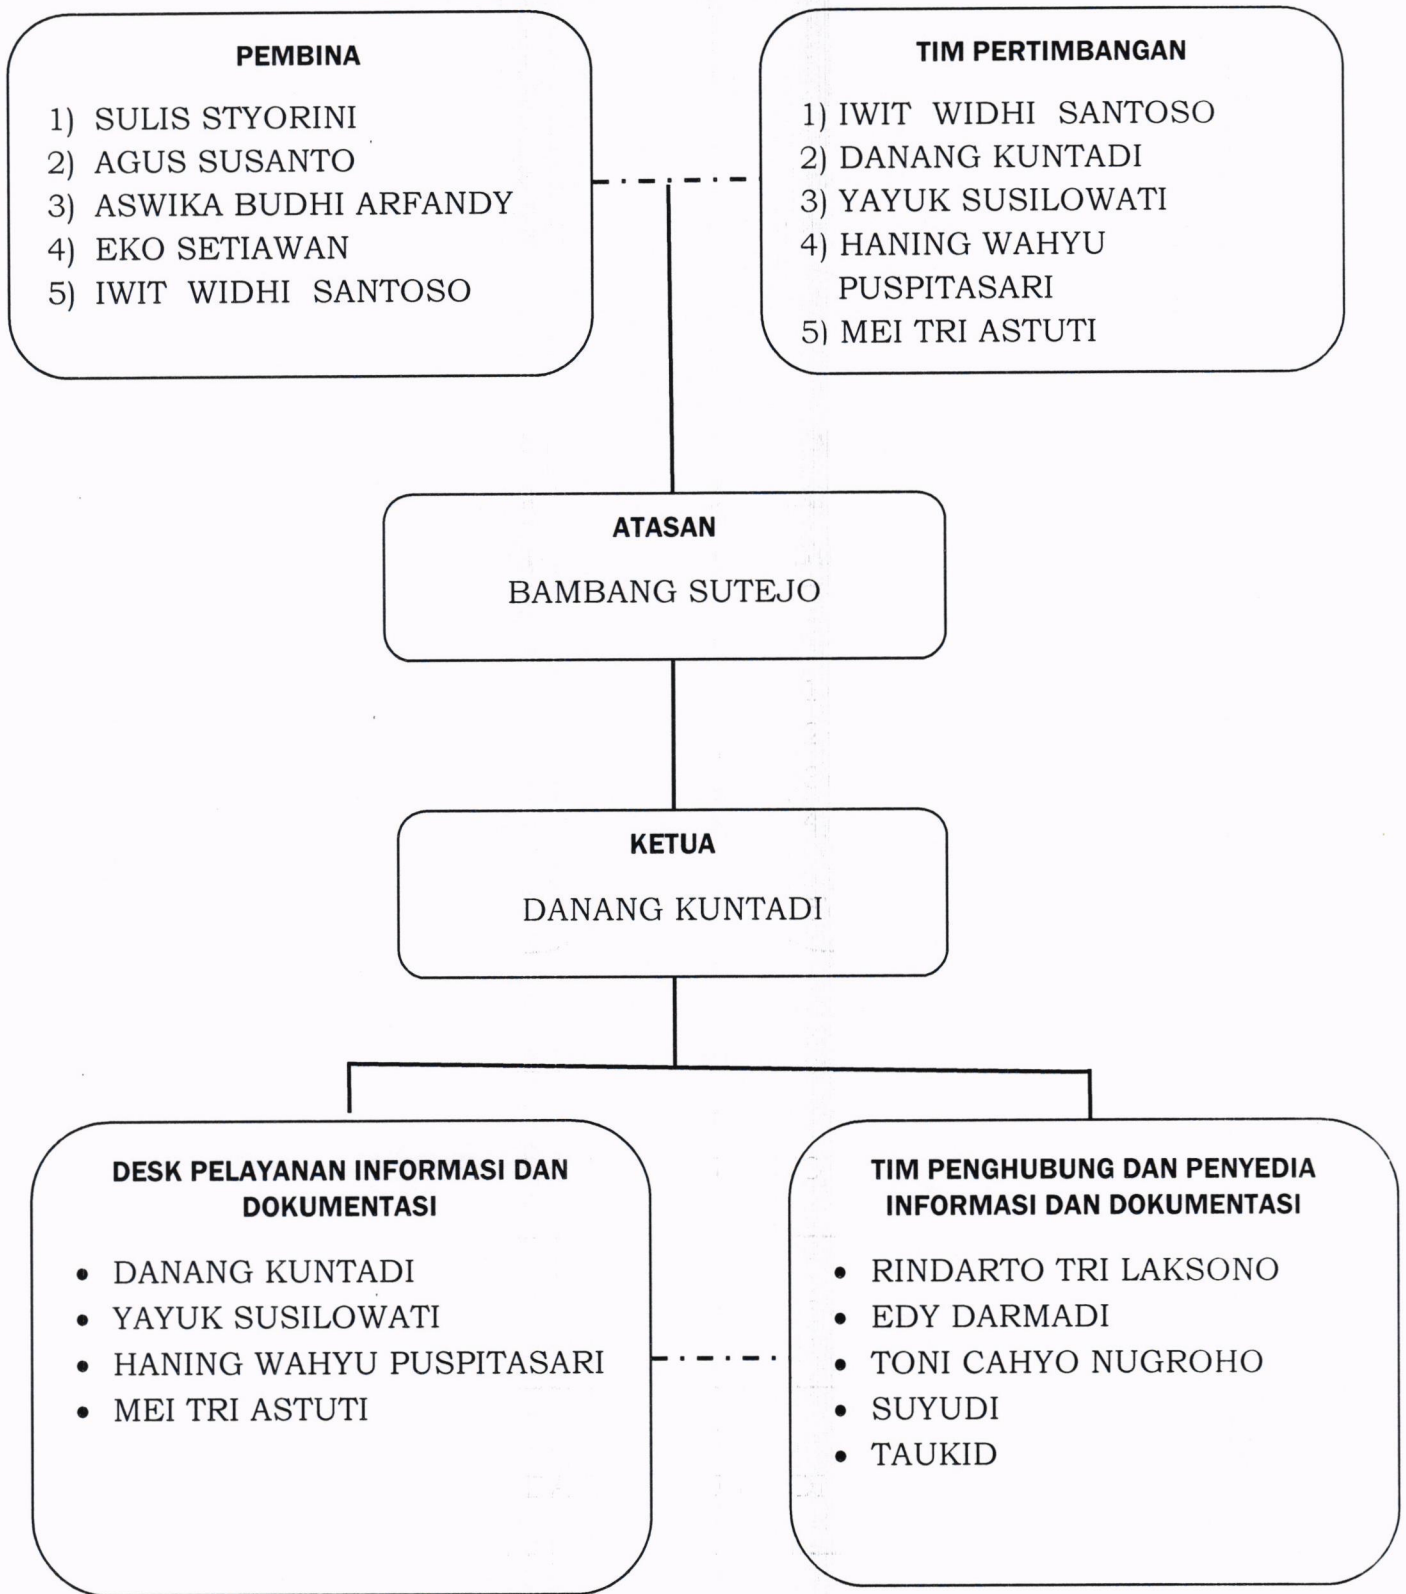 PEMBINA
1) SULIS STYORINI
2) AGUS SUSANTO
3) ASWIKA BUDHI ARFANDY
4) EKO SETIAWAN
5) IWIT WIDHI SANTOSO
TIM PERTIMBANGAN
1) IWIT WIDHI SANTOSO
2) DANANG KUNTADI
3) YAYUK SUSILOWATI
4) HANING WAHYU
PUSPITASARI
5) MEI TRI ASTUTI
ATASAN
BAMBANG SUTEJO
KETUA
DANANG KUNTADI
DESK PELAYANAN INFORMASI DAN
DOKUMENTASI
• DANANG KUNTADI
• YAYUK SUSILOWATI
• HANING WAHYU PUSPITASARI
• MEI TRI ASTUTI
TIM PENGHUBUNG DAN PENYEDIA
INFORMASI DAN DOKUMENTASI
• RINDARTO TRI LAKSONO
• EDY DARMADI
• TONI CAHYO NUGROHO
• SUYUDI
• TAUKID